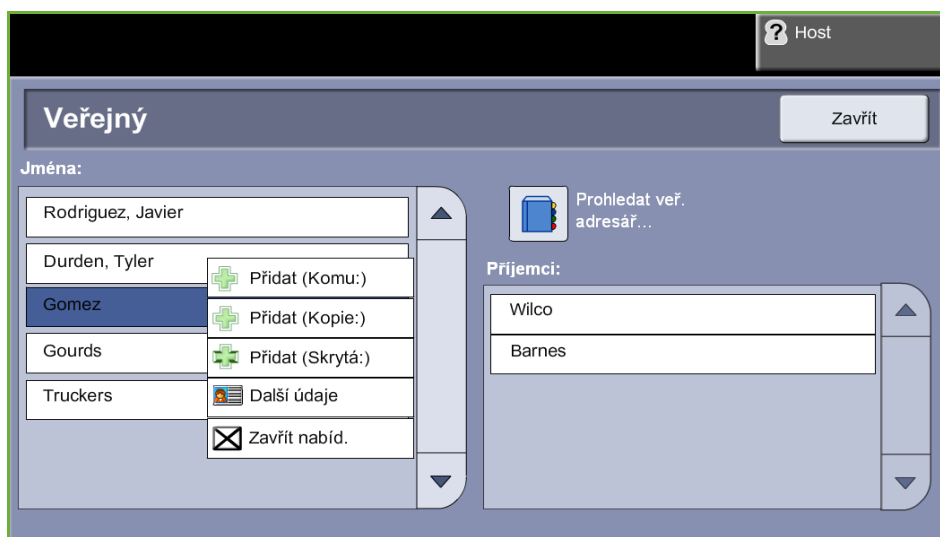 Host
Veřejný
Zavřít
Jména:
Rodriguez, Javier
Durden, Tyler
Gomez
Gourds
Truckers
Přidat (Komu:)
Přidat (Kopie:)
Přidat (Skrytá:)
Další údaje
Zavřít nabíd.
Prohledat veř.
adresář...
Příjemci:
Wilco
Barnes